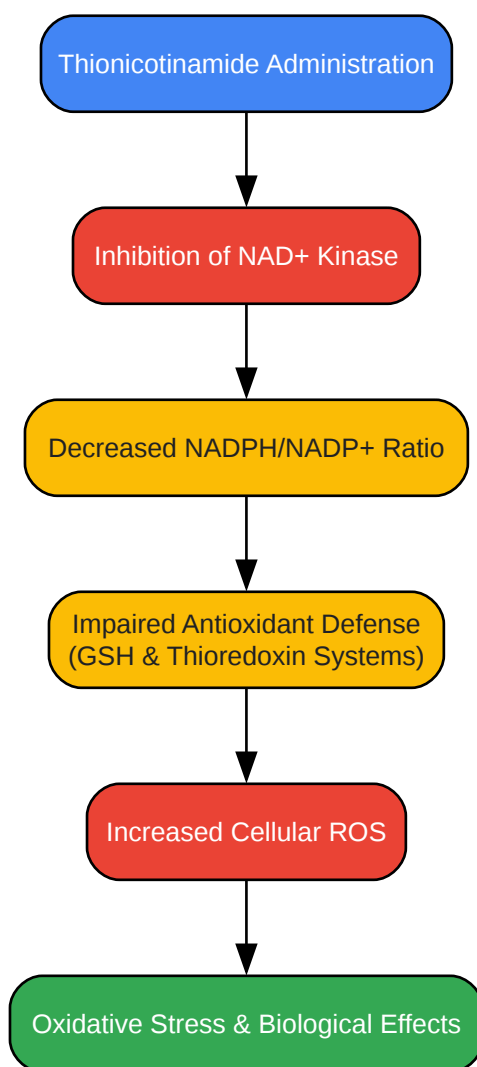 Thionicotinamide Administration
Inhibition of NAD+ Kinase
Decreased NADPH/NADP+ Ratio
Impaired Antioxidant Defense
(GSH & Thioredoxin Systems)
Increased Cellular ROS
Oxidative Stress & Biological Effects